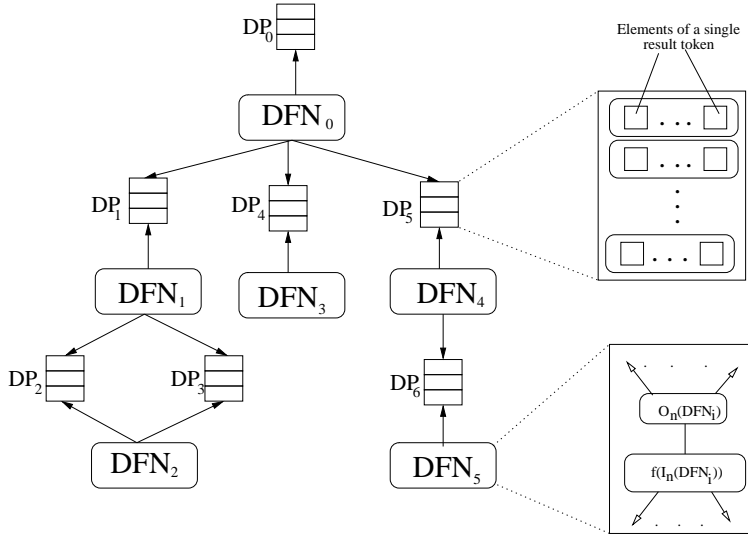 DP0
Elements of a single
result token
DFN0
. . .
DP1
DP4
DP5
. . .
. . .
DFN1
DFN3
DFN4
. . .
DP2
DP3
DP6
On(DFNi)
DFN2
DFN5
f(In(DFNi))
. . .